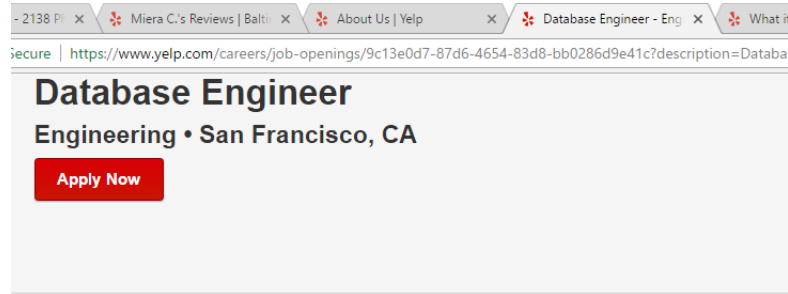 - 2138 P
Miera C.'s Reviews | Balti
About Us | Yelp
Database Engineer - Eng
What i
Secure | https://www.yelp.com/careers/job-openings/9c13e0d7-87d6-4654-83d8-bb0286d9e41c?description=Databa
Database Engineer
Engineering • San Francisco, CA
Apply Now